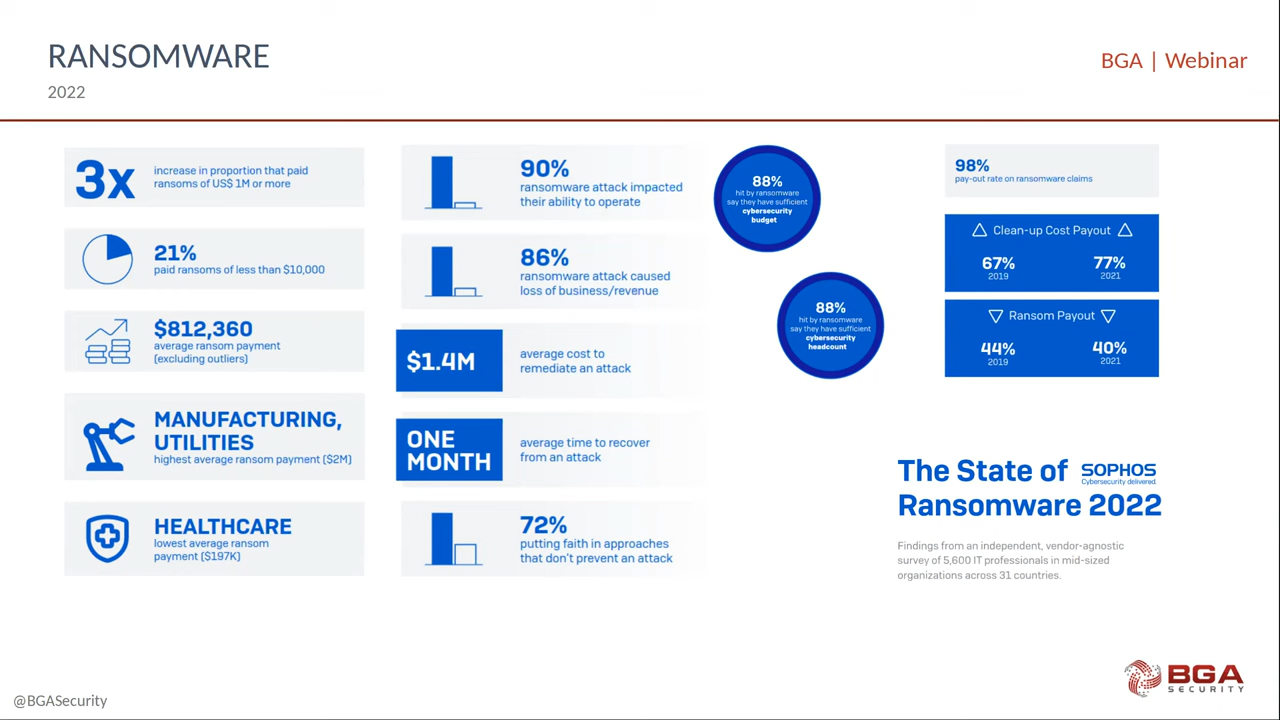 RANSOMWARE
2022
BGA | Webinar
3x
increase in proportion that paid
ransoms of US$ 1M or more
21%
paid ransoms of less than $10,000
$812,360
average ransom payment
(excluding outliers)
MANUFACTURING,
UTILITIES
highest average ransom payment ($2M)
HEALTHCARE
lowest average ransom
payment ($197K)
90%
ransomware attack impacted
their ability to operate
86%
ransomware attack caused
loss of business/revenue
$1.4M
average cost to
remediate an attack
ONE
MONTH
average time to recover
from an attack
72%
putting faith in approaches
that don't prevent an attack
88%
hit by ransomware
say they have sufficient
cybersecurity
budget
88%
hit by ransomware
say they have sufficient
cybersecurity
headcount
98%
pay-out rate on ransomware claims
Clean-up Cost Payout
67% 77%
2019 2021
Ransom Payout
44% 40%
2019 2021
The State of SOPHOS
Cybersecurity delivered.
Ransomware 2022
Findings from an independent, vendor-agnostic
survey of 5,600 IT professionals in mid-sized
organizations across 31 countries.
@BGASecurity
BGA
SECURITY